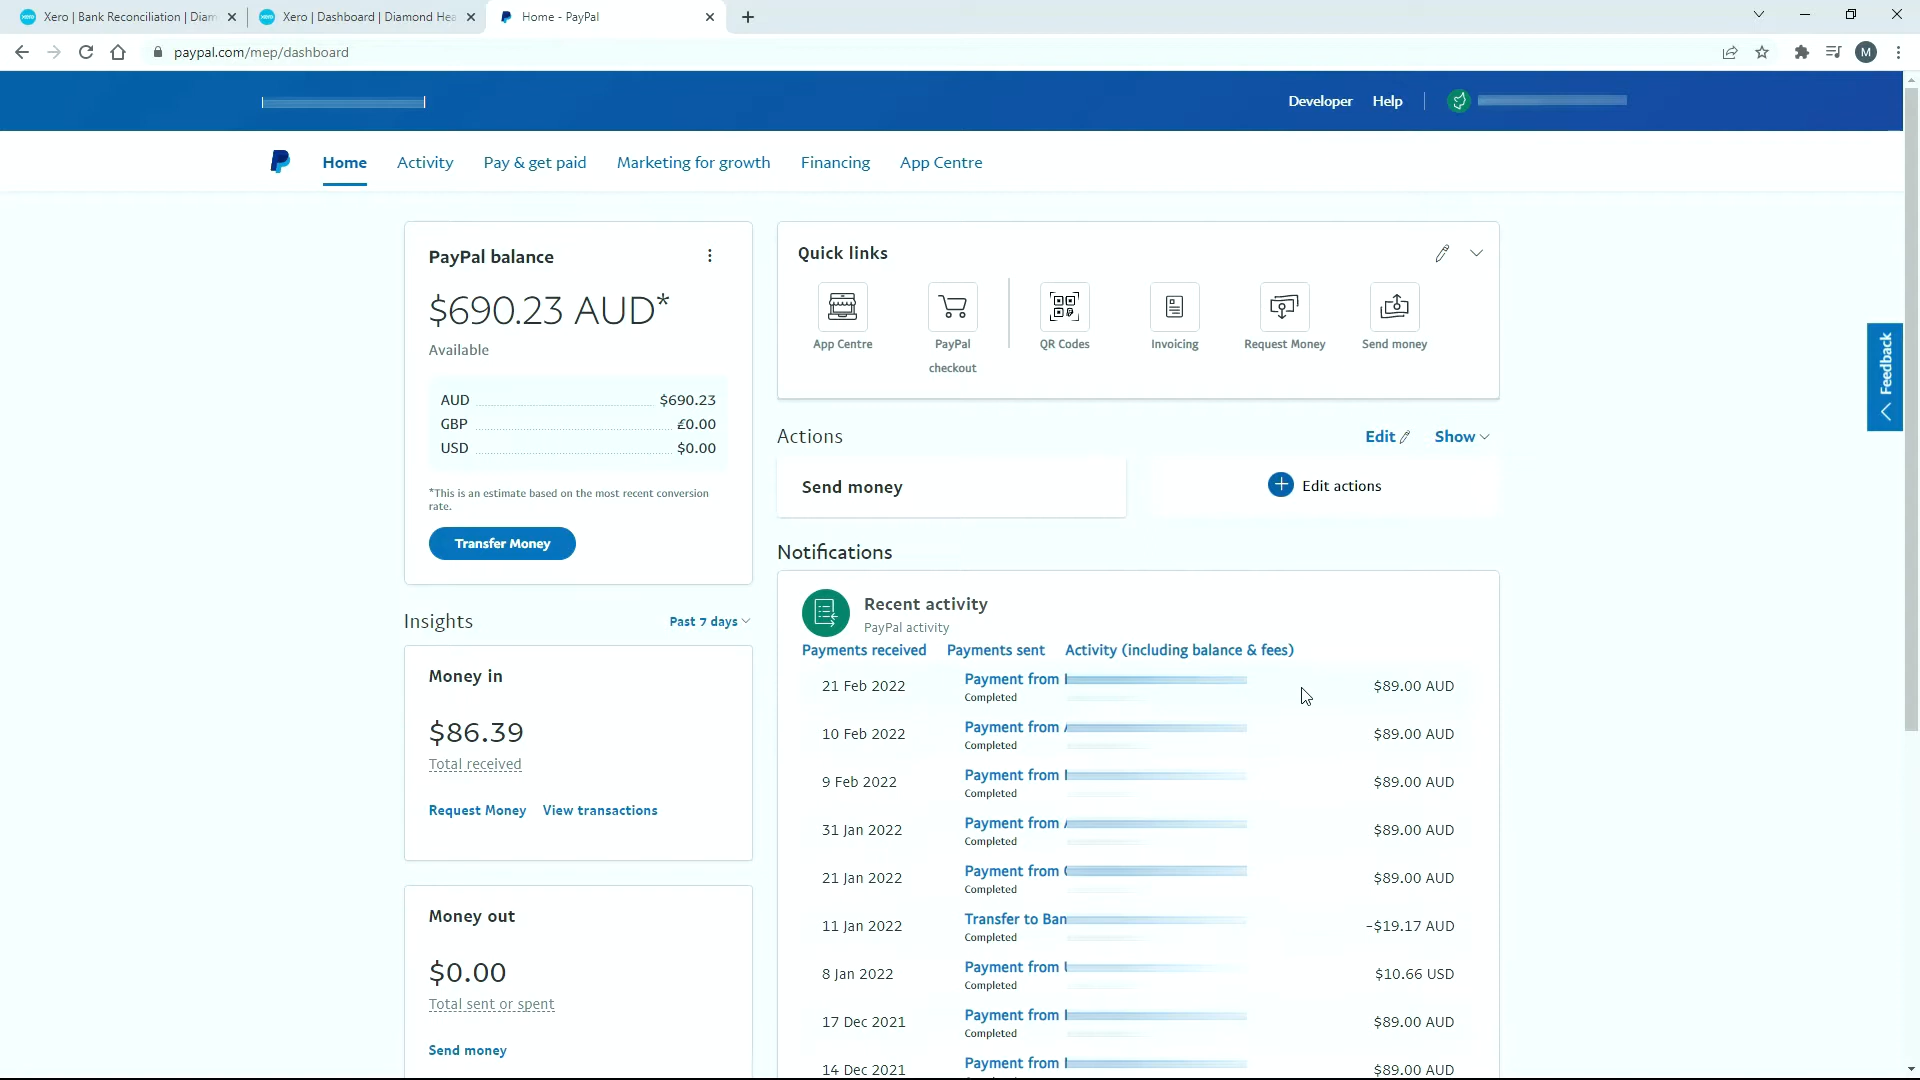 Xero | Bank Reconciliation | Diam
Xero | Dashboard | Diamond Hea
Home - PayPal
paypal.com/mep/dashboard
M
Developer
Help
Home
Activity
Pay & get paid
Marketing for growth
Financing
App Centre
PayPal balance
$690.23 AUD*
Available
AUD $690.23
GBP £0.00
USD $0.00
*This is an estimate based on the most recent conversion
rate.
Transfer Money
Insights
Past 7 days
Money in
$86.39
Total received
Request Money
View transactions
Money out
$0.00
Total sent or spent
Send money
Quick links
App Centre
PayPal
checkout
QR Codes
Invoicing
Request Money
Send money
Actions
Edit
Show
Send money
Edit actions
Notifications
Recent activity
PayPal activity
Payments received
Payments sent
Activity (including balance & fees)
21 Feb 2022 Payment from $89.00 AUD
Completed
10 Feb 2022 Payment from $89.00 AUD
Completed
9 Feb 2022 Payment from $89.00 AUD
Completed
31 Jan 2022 Payment from $89.00 AUD
Completed
21 Jan 2022 Payment from $89.00 AUD
Completed
11 Jan 2022 Transfer to Ban -$19.17 AUD
Completed
8 Jan 2022 Payment from $10.66 USD
Completed
17 Dec 2021 Payment from $89.00 AUD
Completed
14 Dec 2021 Payment from $89.00 AUD
Feedback